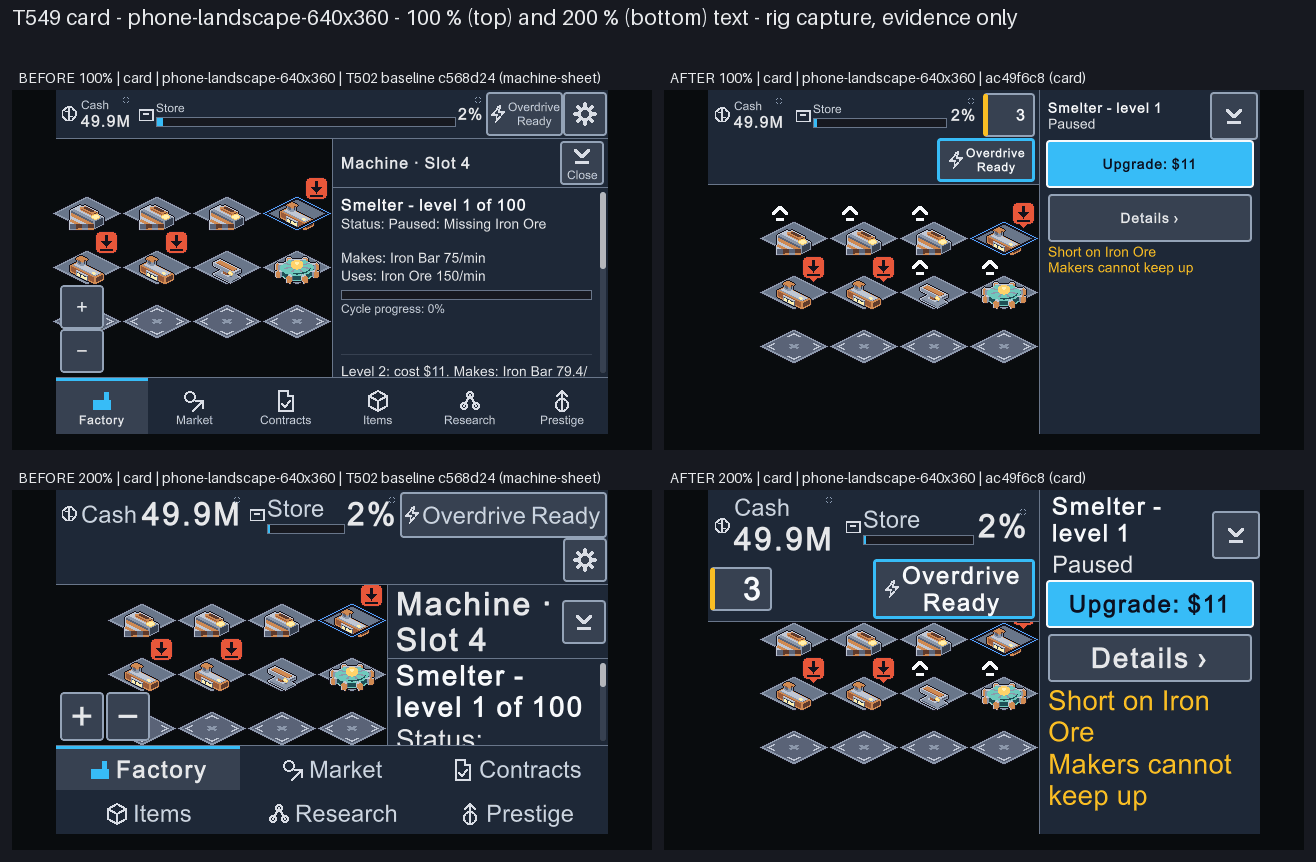 T549 card - phone-landscape-640x360 - 100 % (top) and 200 % (bottom) text - rig capture, evidence only
BEFORE 100% | card | phone-landscape-640x360 | T502 baseline c568d24 (machine-sheet)
Cash
49.9M
Store
2%
Overdrive
Ready
Machine · Slot 4
Close
Smelter - level 1 of 100
Status: Paused: Missing Iron Ore
Makes: Iron Bar 75/min
Uses: Iron Ore 150/min
Cycle progress: 0%
Level 2: cost $11. Makes: Iron Bar 79.4/
+
−
Factory
Market
Contracts
Items
Research
Prestige
AFTER 100% | card | phone-landscape-640x360 | ac49f6c8 (card)
Cash
49.9M
Store
2%
3
Overdrive
Ready
Smelter - level 1
Paused
Upgrade: $11
Details ›
Short on Iron Ore
Makers cannot keep up
BEFORE 200% | card | phone-landscape-640x360 | T502 baseline c568d24 (machine-sheet)
Cash 49.9M
Store
2%
Overdrive Ready
Machine ·
Slot 4
Smelter -
level 1 of 100
Status:
+
−
Factory
Market
Contracts
Items
Research
Prestige
AFTER 200% | card | phone-landscape-640x360 | ac49f6c8 (card)
Cash
49.9M
Store
2%
3
Overdrive
Ready
Smelter -
level 1
Paused
Upgrade: $11
Details ›
Short on Iron
Ore
Makers cannot
keep up